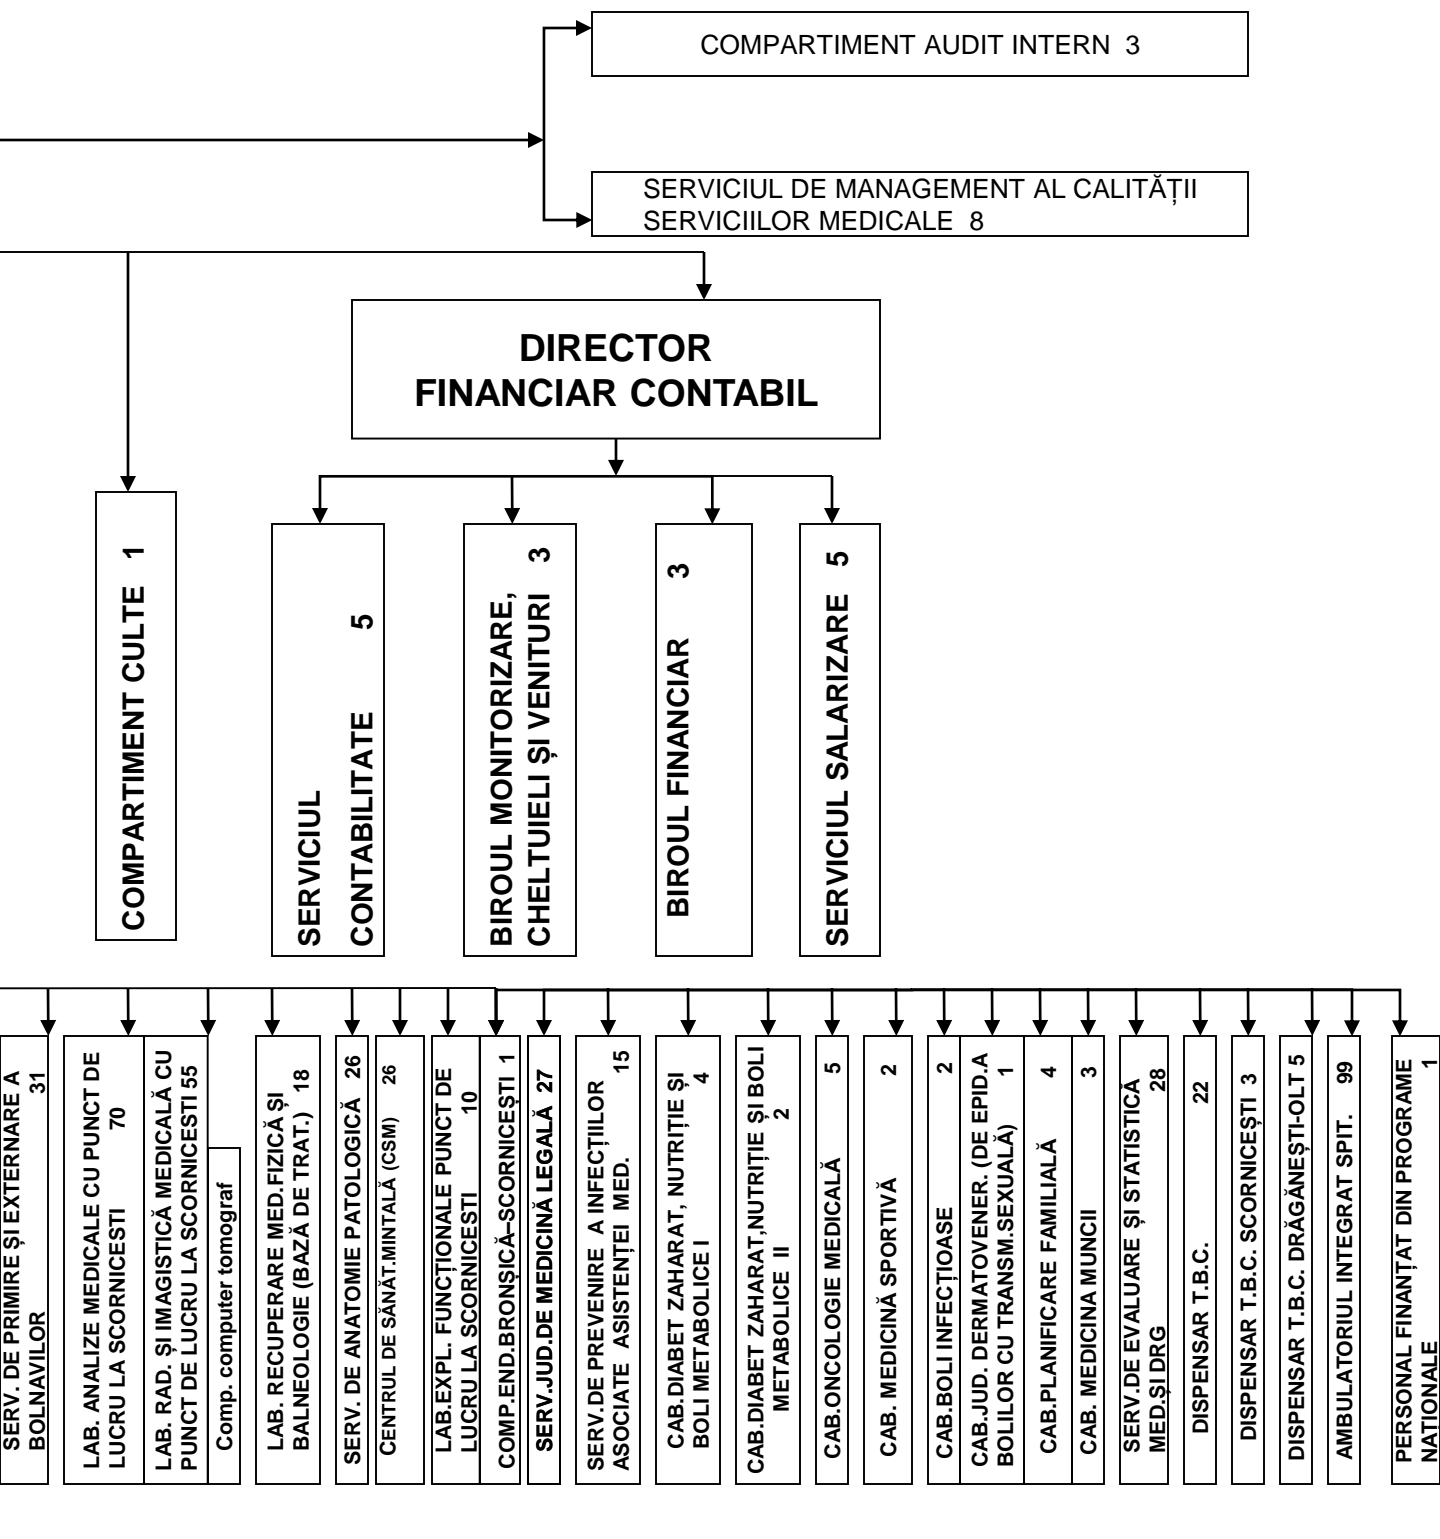 COMPARTIMENT AUDIT INTERN 3
SERVICIUL DE MANAGEMENT AL CALITĂȚII
SERVICIILOR MEDICALE 8
DIRECTOR
FINANCIAR CONTABIL
COMPARTIMENT CULTE 1
SERVICIUL
CONTABILITATE 5
BIROUL MONITORIZARE,
CHELTUIELI ȘI VENITURI 3
BIROUL FINANCIAR 3
SERVICIUL SALARIZARE 5
SERV. DE PRIMIRE ȘI EXTERNARE A
BOLNAVILOR 31
LAB. ANALIZE MEDICALE CU PUNCT DE
LUCRU LA SCORNICESTI 70
LAB. RAD. ȘI IMAGISTICĂ MEDICALĂ CU
PUNCT DE LUCRU LA SCORNICESTI 55
Comp. computer tomograf
LAB. RECUPERARE MED.FIZICĂ ȘI
BALNEOLOGIE (BAZĂ DE TRAT.) 18
SERV. DE ANATOMIE PATOLOGICĂ 26
CENTRUL DE SĂNĂT.MINTALĂ (CSM) 26
LAB.EXPL. FUNCȚIONALE PUNCT DE
LUCRU LA SCORNICESTI 10
COMP.END.BRONȘICĂ–SCORNICEȘTI 1
SERV.JUD.DE MEDICINĂ LEGALĂ 27
SERV.DE PREVENIRE A INFECȚIILOR
ASOCIATE ASISTENȚEI MED. 15
CAB.DIABET ZAHARAT, NUTRIȚIE ȘI
BOLI METABOLICE I 4
CAB.DIABET ZAHARAT,NUTRIȚIE ȘI BOLI
METABOLICE II 2
CAB.ONCOLOGIE MEDICALĂ 5
CAB. MEDICINĂ SPORTIVĂ 2
CAB.BOLI INFECȚIOASE 2
CAB.JUD. DERMATOVENER. (DE EPID.A
BOLILOR CU TRANSM.SEXUALĂ) 1
CAB.PLANIFICARE FAMILIALĂ 4
CAB. MEDICINA MUNCII 3
SERV.DE EVALUARE ȘI STATISTICĂ
MED.ȘI DRG 28
DISPENSAR T.B.C. 22
DISPENSAR T.B.C. SCORNICEȘTI 3
DISPENSAR T.B.C. DRĂGĂNEȘTI-OLT 5
AMBULATORIUL INTEGRAT SPIT. 99
PERSONAL FINANȚAT DIN PROGRAME
NAȚIONALE 1